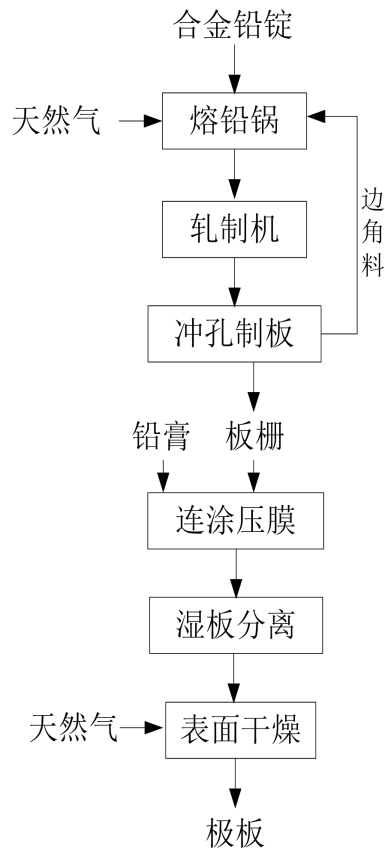 合金铅锭
天然气
熔铅锅
轧制机
边角料
冲孔制板
铅膏
板栅
连涂压膜
湿板分离
天然气
表面干燥
极板